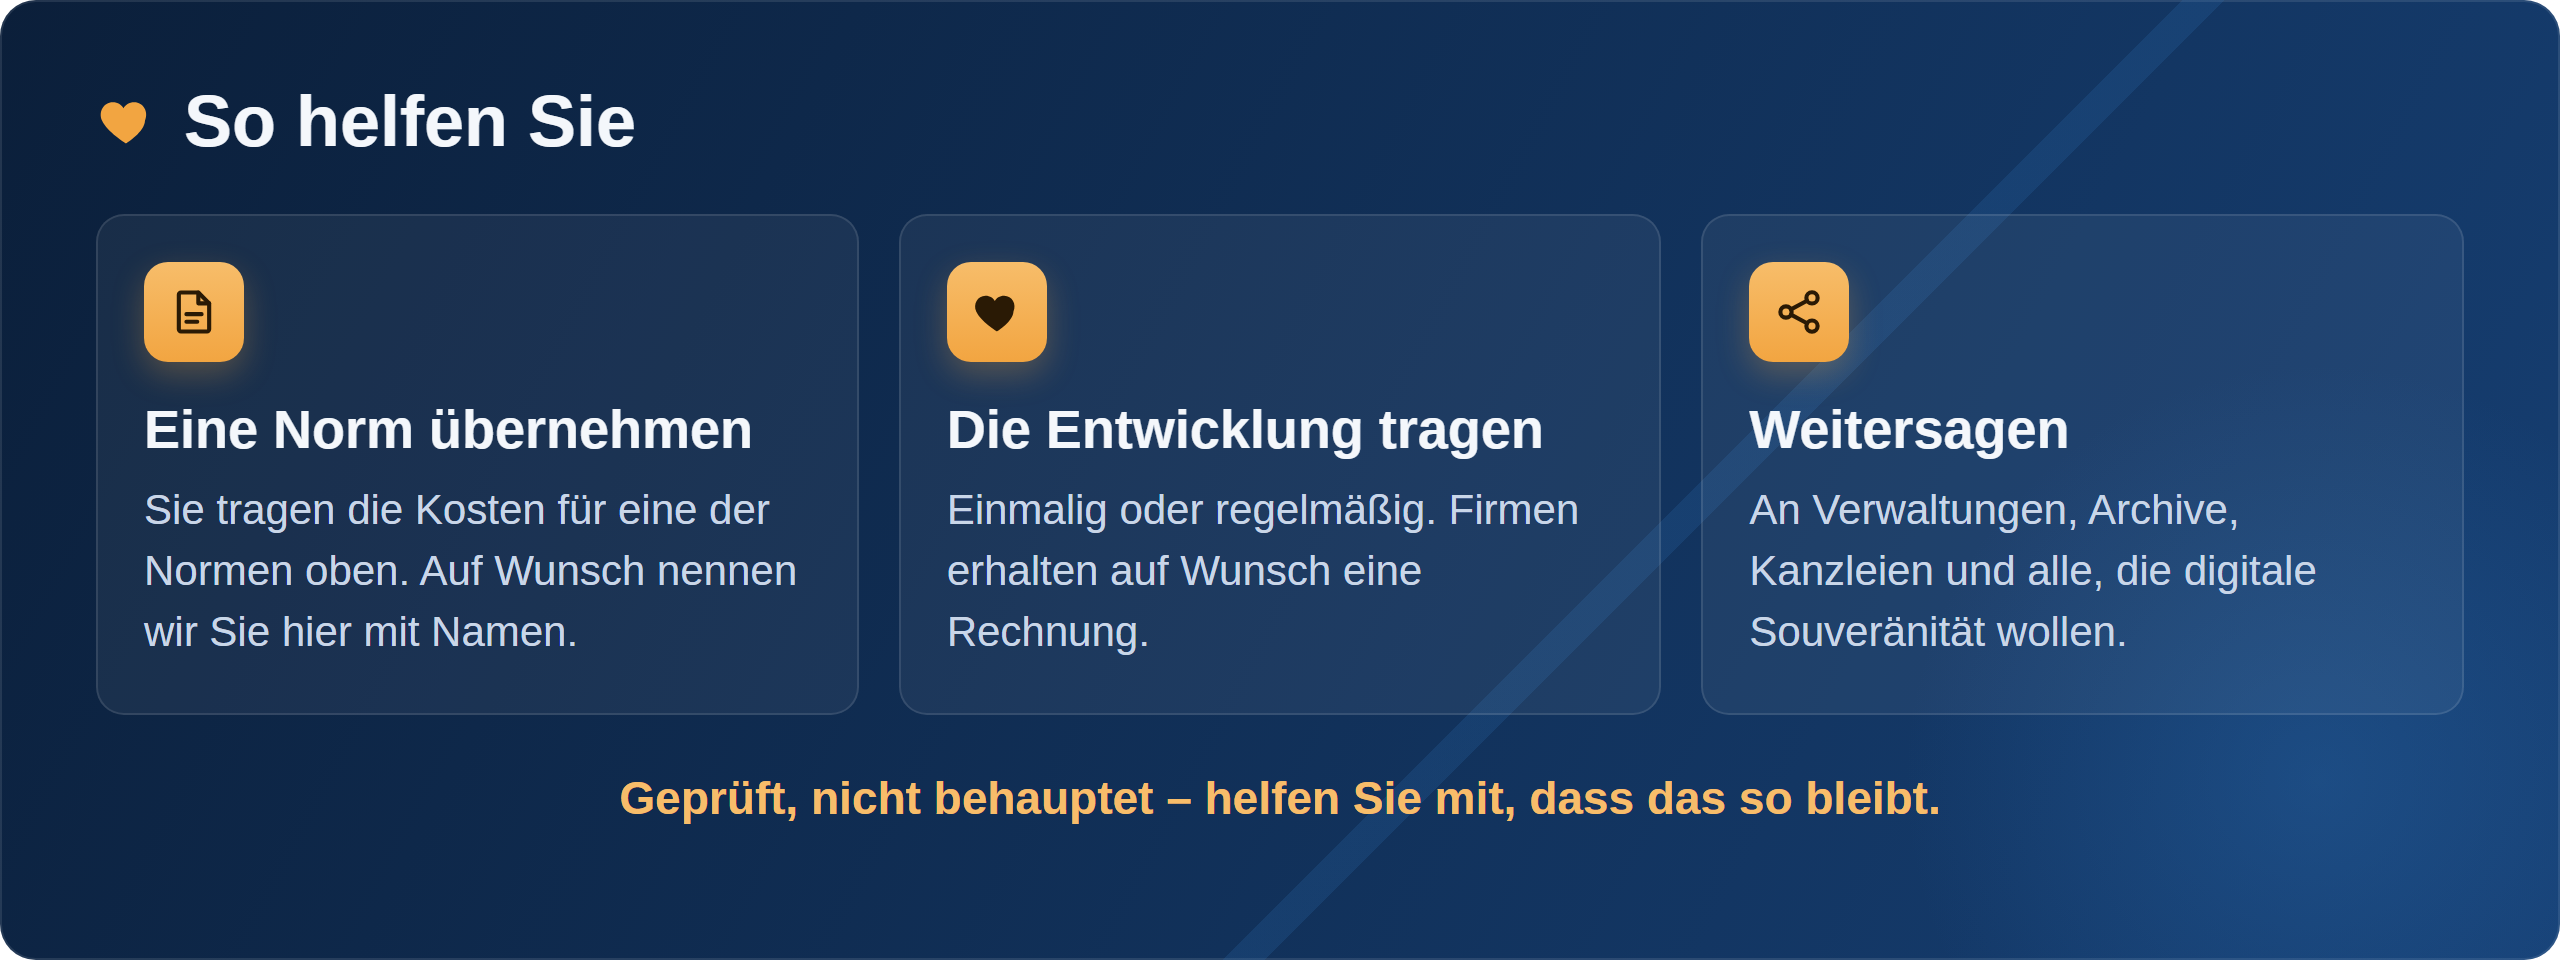 So helfen Sie
Eine Norm übernehmen
Sie tragen die Kosten für eine der
Normen oben. Auf Wunsch nennen
wir Sie hier mit Namen.
Die Entwicklung tragen
Einmalig oder regelmäßig. Firmen
erhalten auf Wunsch eine
Rechnung.
Weitersagen
An Verwaltungen, Archive,
Kanzleien und alle, die digitale
Souveränität wollen.
Geprüft, nicht behauptet – helfen Sie mit, dass das so bleibt.